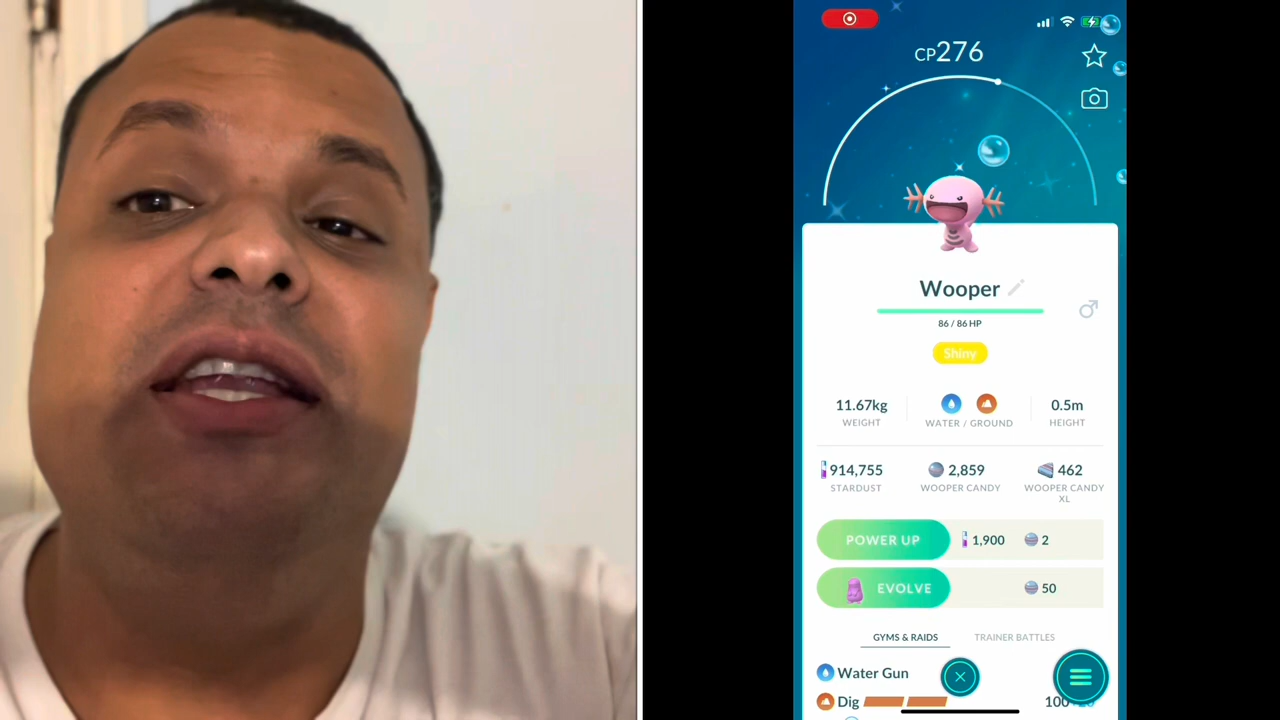 CP276
Wooper
86 / 86 HP
Shiny
11.67kg
WEIGHT
WATER / GROUND
0.5m
HEIGHT
914,755
STARDUST
2,859
WOOPER CANDY
462
WOOPER CANDY XL
POWER UP 1,900 2
EVOLVE 50
GYMS & RAIDS TRAINER BATTLES
Water Gun
Dig 100